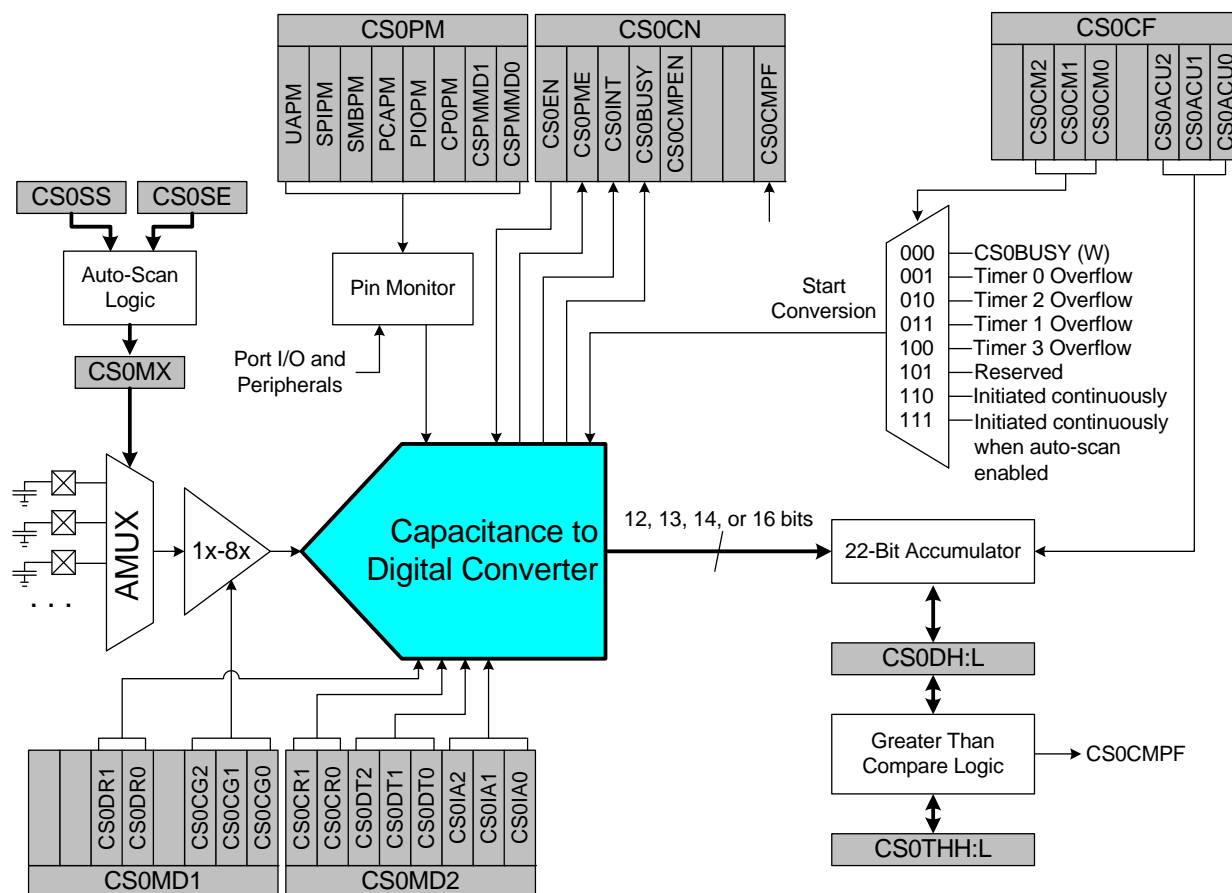 CS0PM
UAPM
SPIPM
SMBPM
PCAPM
PIOPM
CP0PM
CSPMMD1
CSPMMD0
CS0CN
CS0EN
CS0PME
CS0INT
CS0BUSY
CS0CMPEN
CS0CMPF
CS0CF
CS0CM2
CS0CM1
CS0CM0
CS0ACU2
CS0ACU1
CS0ACU0
CS0SS
CS0SE
Auto-Scan
Logic
CS0MX
Pin Monitor
Port I/O and
Peripherals
Start
Conversion
000 CS0BUSY (W)
001 Timer 0 Overflow
010 Timer 2 Overflow
011 Timer 1 Overflow
100 Timer 3 Overflow
101 Reserved
110 Initiated continuously
111 Initiated continuously
when auto-scan
enabled
AMUX
. . .
1x-8x
Capacitance to
Digital Converter
12, 13, 14, or 16 bits
22-Bit Accumulator
CS0DH:L
Greater Than
Compare Logic
CS0CMPF
CS0THH:L
CS0DR1
CS0DR0
CS0CG2
CS0CG1
CS0CG0
CS0MD1
CS0CR1
CS0CR0
CS0DT2
CS0DT1
CS0DT0
CS0IA2
CS0IA1
CS0IA0
CS0MD2